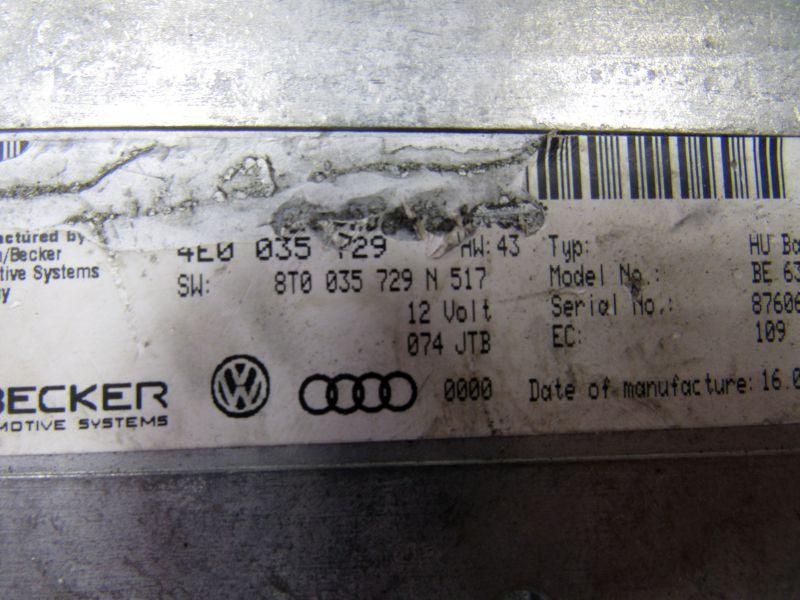 actured by
/Becker
otive Systems
4E0 035 729 HW: 43
SW: 8T0 035 729 N 517
12 Volt
074 JTB
0000
BECKER
MOTIVE SYSTEMS
Typ: HU Ba
Model No.: BE 63
Serial No.: 87606
EC: 109
Date of manufacture: 16.0